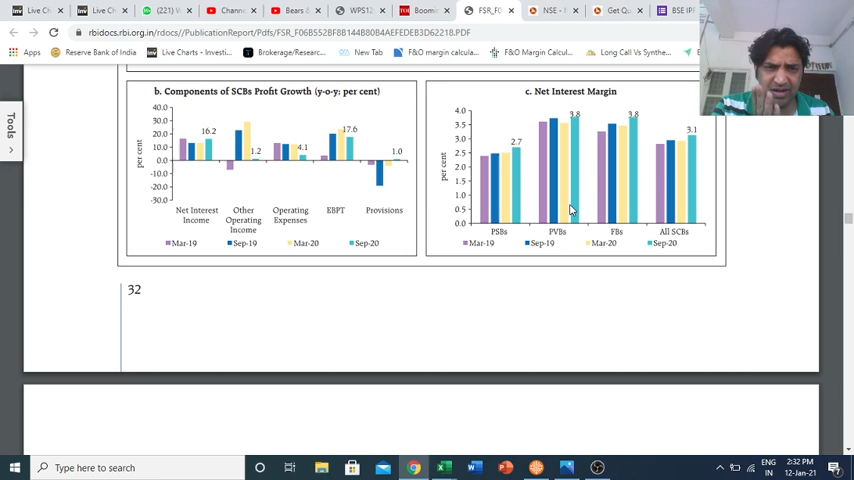 Live C
Live Ch
(221) W
Channe
Bears &
WPS12
TOI
Boomi
FSR_F0
NSE - N
Get Qu
BSE IPF
rbidocs.rbi.org.in/rdocs//PublicationReport/Pdfs/FSR_F06B552BF8B144B80B4AEFEDEB3D62218.PDF
Apps
Reserve Bank of India
inv
Live Charts - Investi...
Brokerage/Researc...
New Tab
F&O margin calcula...
F&O Margin Calcul...
Long Call Vs Synthe...
Tools
b. Components of SCBs Profit Growth (y-o-y; per cent)
per cent
40.0
30.0
20.0
10.0
0.0
-10.0
-20.0
-30.0
16.2
1.2
4.1
17.6
1.0
Net Interest
Income
Other
Operating
Income
Operating
Expenses
EBPT
Provisions
Mar-19
Sep-19
Mar-20
Sep-20
c. Net Interest Margin
per cent
4.0
3.5
3.0
2.5
2.0
1.5
1.0
0.5
0.0
2.7
3.8
3.8
3.1
PSBs
PVBs
FBs
All SCBs
Mar-19
Sep-19
Mar-20
Sep-20
32
Type here to search
ENG
IN
2:32 PM
12-Jan-21